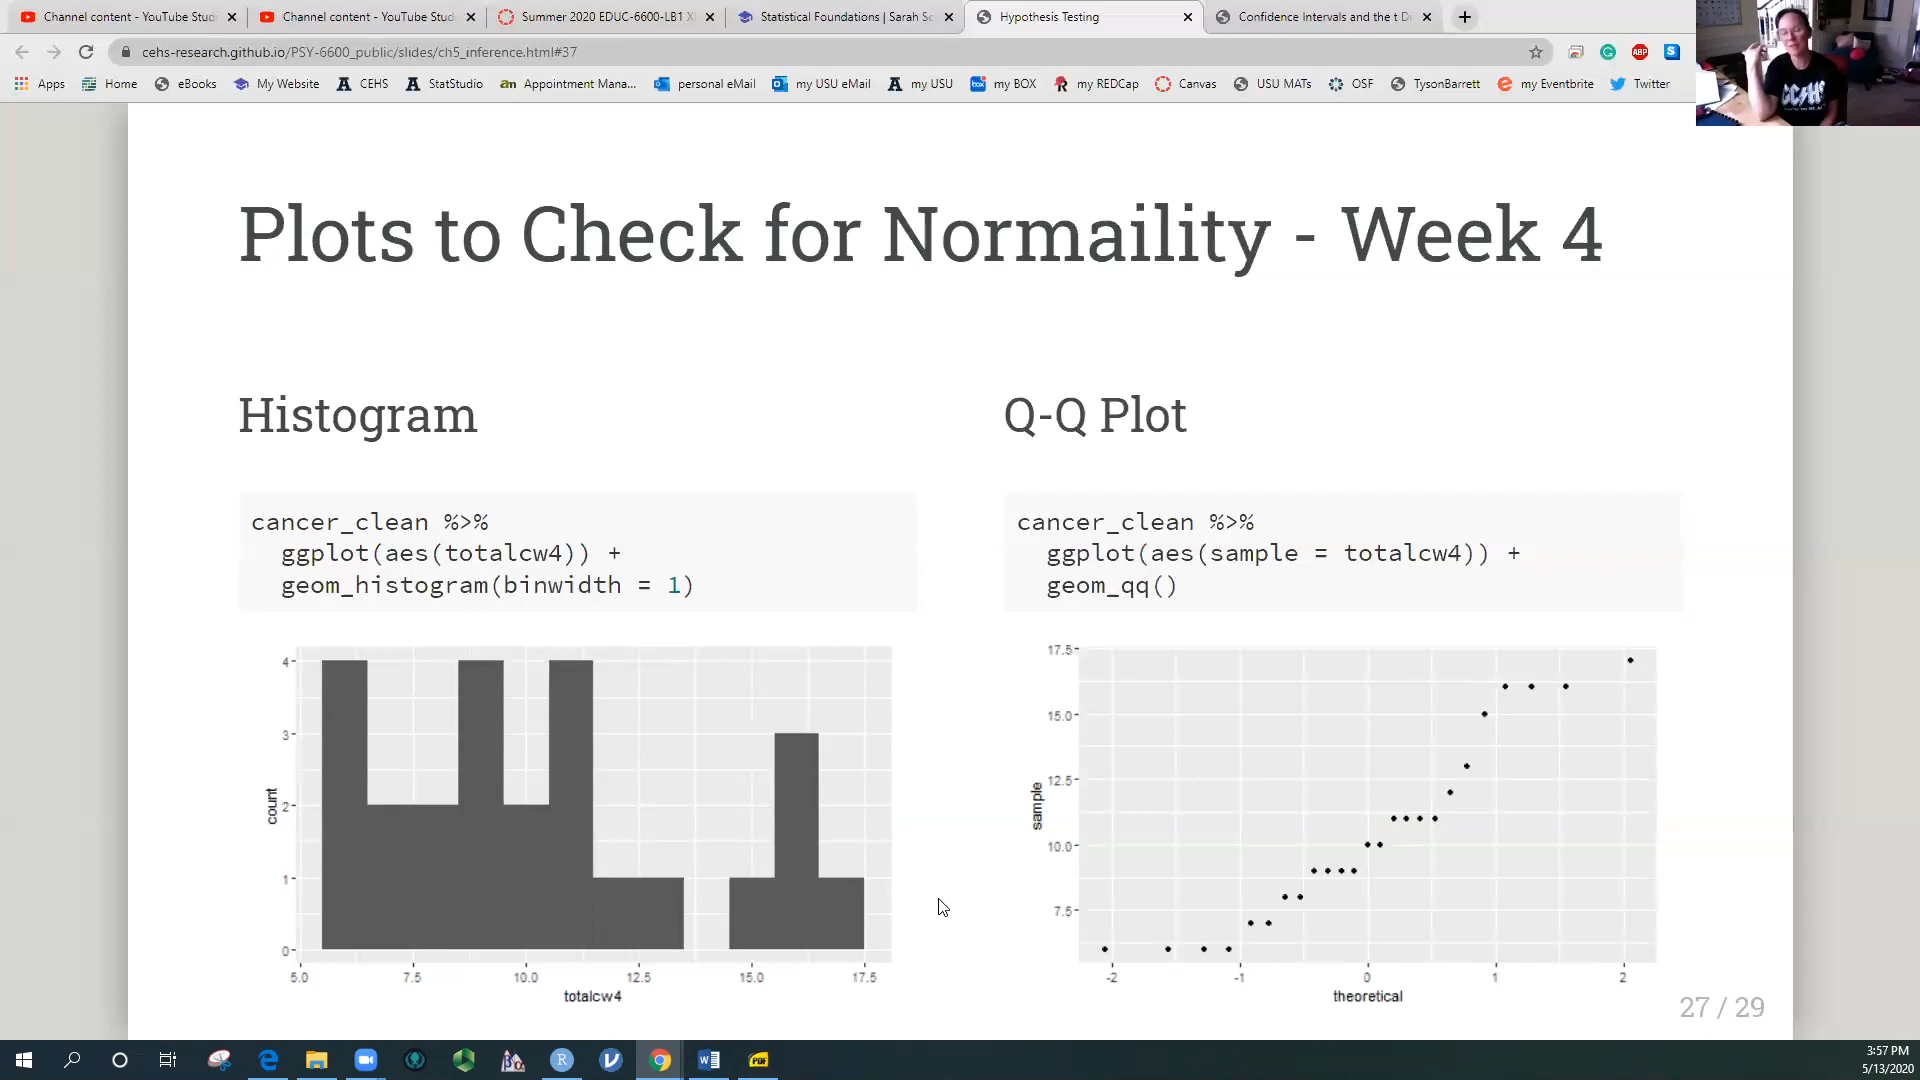 Channel content - YouTube Stud
Channel content - YouTube Stud
Summer 2020 EDUC-6600-LB1 X
Statistical Foundations | Sarah Sc
Hypothesis Testing
Confidence Intervals and the t Di
cehs-research.github.io/PSY-6600_public/slides/ch5_inference.html#37
Apps
Home
eBooks
My Website
CEHS
StatStudio
Appointment Mana...
personal eMail
my USU eMail
my USU
my BOX
my REDCap
Canvas
USU MATs
OSF
TysonBarrett
my Eventbrite
Twitter
Plots to Check for Normaility - Week 4
Histogram
cancer_clean %>%
ggplot(aes(totalcw4)) +
geom_histogram(binwidth = 1)
4
3
2
1
0
count
5.0 7.5 10.0 12.5 15.0 17.5
totalcw4
Q-Q Plot
cancer_clean %>%
ggplot(aes(sample = totalcw4)) +
geom_qq()
17.5
15.0
12.5
10.0
7.5
sample
-2 -1 0 1 2
theoretical
27 / 29
3:57 PM
5/13/2020